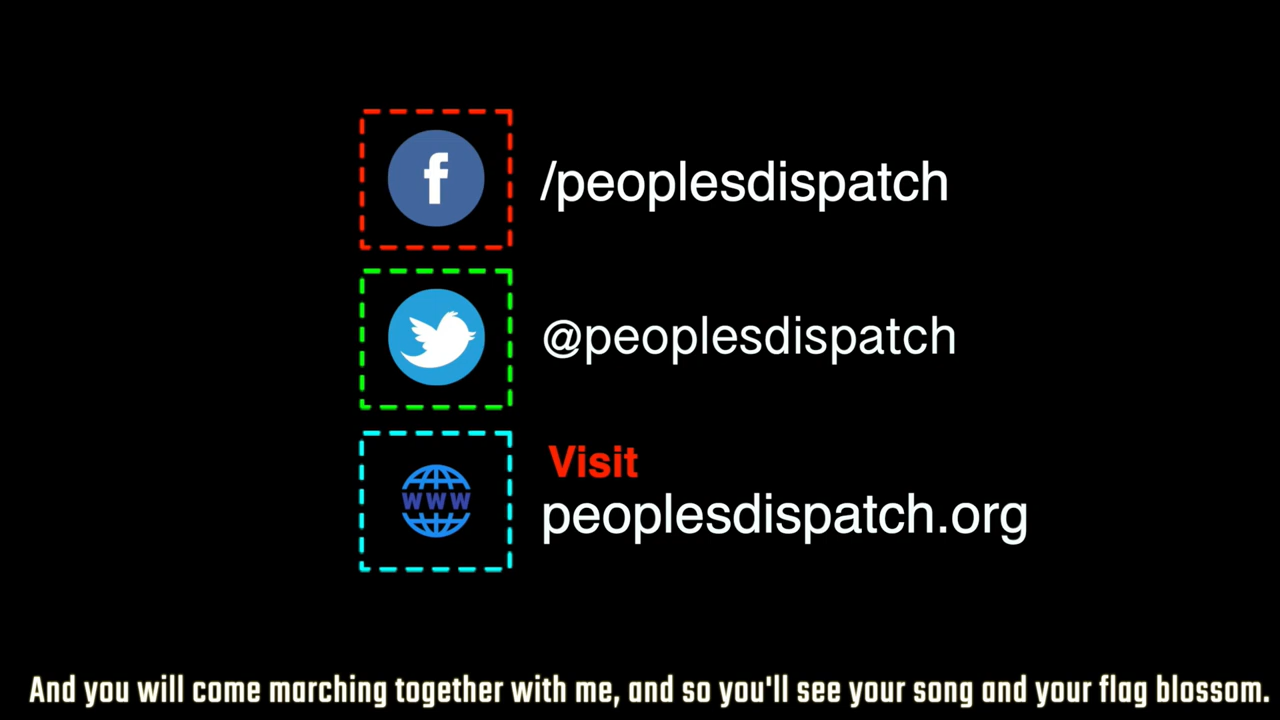 f
/peoplesdispatch
@peoplesdispatch
Visit
WWW
peoplesdispatch.org
And you will come marching together with me, and so you'll see your song and your flag blossom.